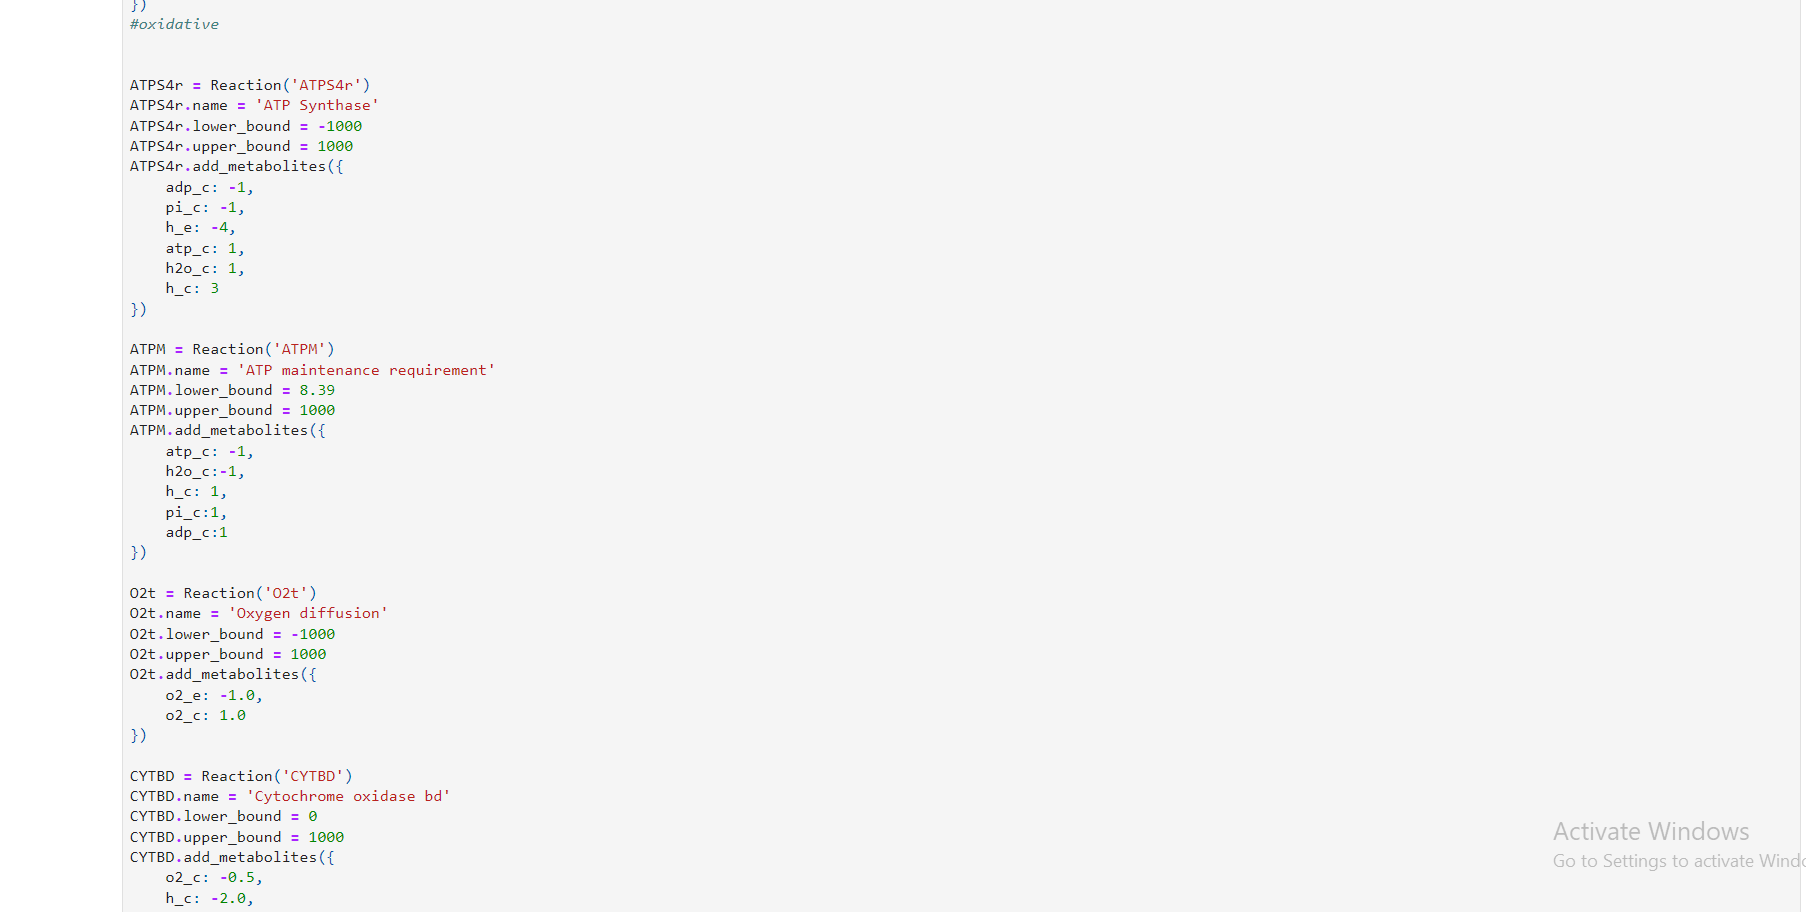 })
#oxidative
ATPS4r = Reaction('ATPS4r')
ATPS4r.name = 'ATP Synthase'
ATPS4r.lower_bound = -1000
ATPS4r.upper_bound = 1000
ATPS4r.add_metabolites({
    adp_c: -1,
    pi_c: -1,
    h_e: -4,
    atp_c: 1,
    h2o_c: 1,
    h_c: 3
})
ATPM = Reaction('ATPM')
ATPM.name = 'ATP maintenance requirement'
ATPM.lower_bound = 8.39
ATPM.upper_bound = 1000
ATPM.add_metabolites({
    atp_c: -1,
    h2o_c:-1,
    h_c: 1,
    pi_c:1,
    adp_c:1
})
O2t = Reaction('O2t')
O2t.name = 'Oxygen diffusion'
O2t.lower_bound = -1000
O2t.upper_bound = 1000
O2t.add_metabolites({
    o2_e: -1.0,
    o2_c: 1.0
})
CYTBD = Reaction('CYTBD')
CYTBD.name = 'Cytochrome oxidase bd'
CYTBD.lower_bound = 0
CYTBD.upper_bound = 1000
CYTBD.add_metabolites({
    o2_c: -0.5,
    h_c: -2.0,
Activate Windows
Go to Settings to activate Windo